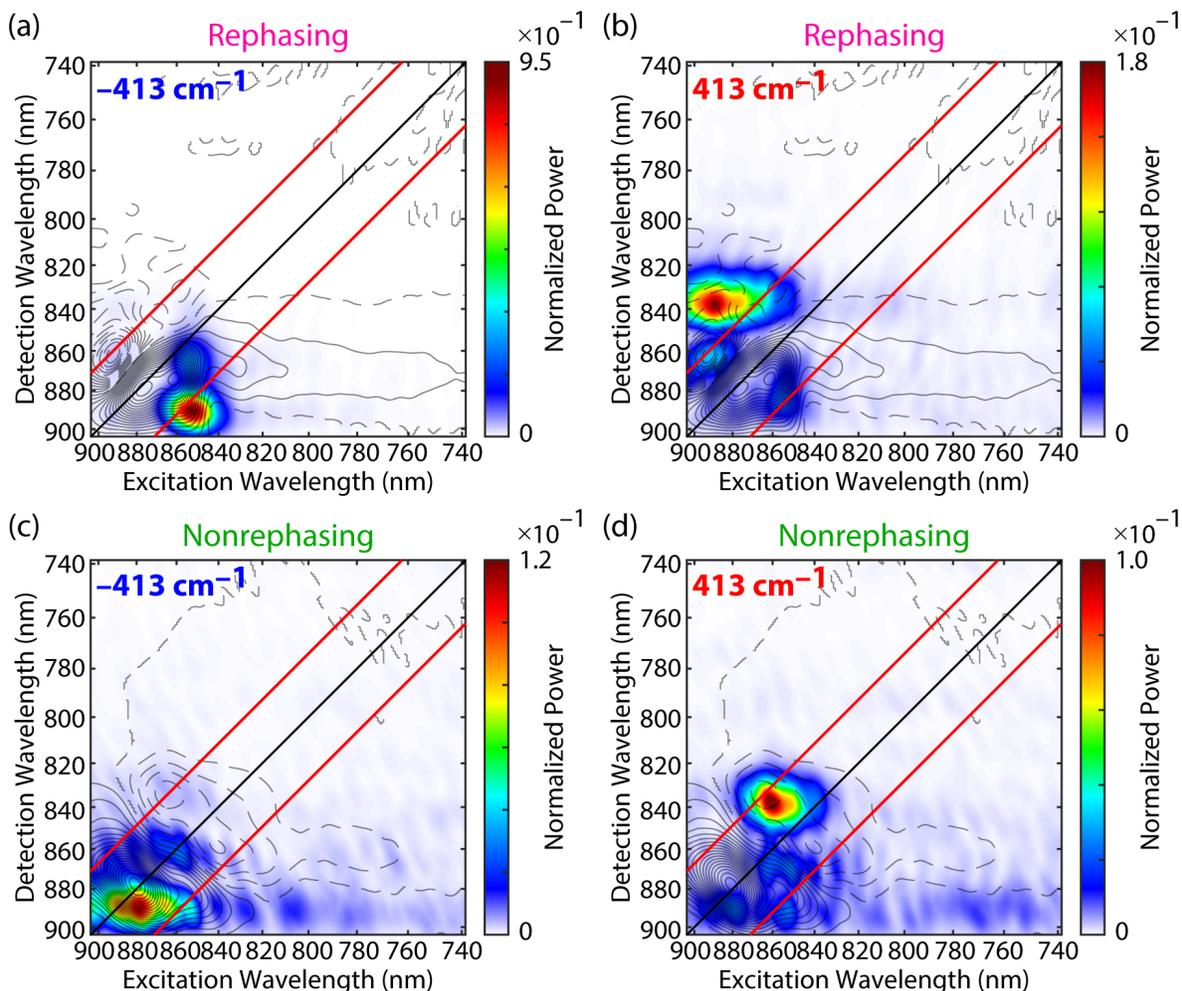 (a)
Rephasing
×10⁻¹
9.5
–413 cm⁻¹
740
760
780
800
820
840
860
880
900
Detection Wavelength (nm)
900 880 860 840 820 800 780 760 740
Excitation Wavelength (nm)
Normalized Power
0
(b)
Rephasing
×10⁻¹
1.8
413 cm⁻¹
740
760
780
800
820
840
860
880
900
Detection Wavelength (nm)
900 880 860 840 820 800 780 760 740
Excitation Wavelength (nm)
Normalized Power
0
(c)
Nonrephasing
×10⁻¹
1.2
–413 cm⁻¹
740
760
780
800
820
840
860
880
900
Detection Wavelength (nm)
900 880 860 840 820 800 780 760 740
Excitation Wavelength (nm)
Normalized Power
0
(d)
Nonrephasing
×10⁻¹
1.0
413 cm⁻¹
740
760
780
800
820
840
860
880
900
Detection Wavelength (nm)
900 880 860 840 820 800 780 760 740
Excitation Wavelength (nm)
Normalized Power
0